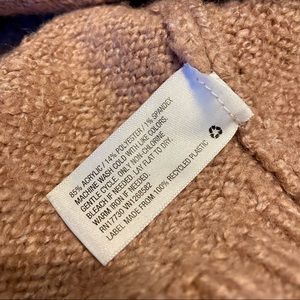 85% ACRYLIC / 14% POLYESTER / 1% SPANDEX
MACHINE WASH COLD WITH LIKE COLORS.
GENTLE CYCLE. ONLY NON-CHLORINE
BLEACH IF NEEDED. LAY FLAT TO DRY.
WARM IRON IF NEEDED.
RN17730 VN1266582
LABEL MADE FROM 100% RECYCLED PLASTIC